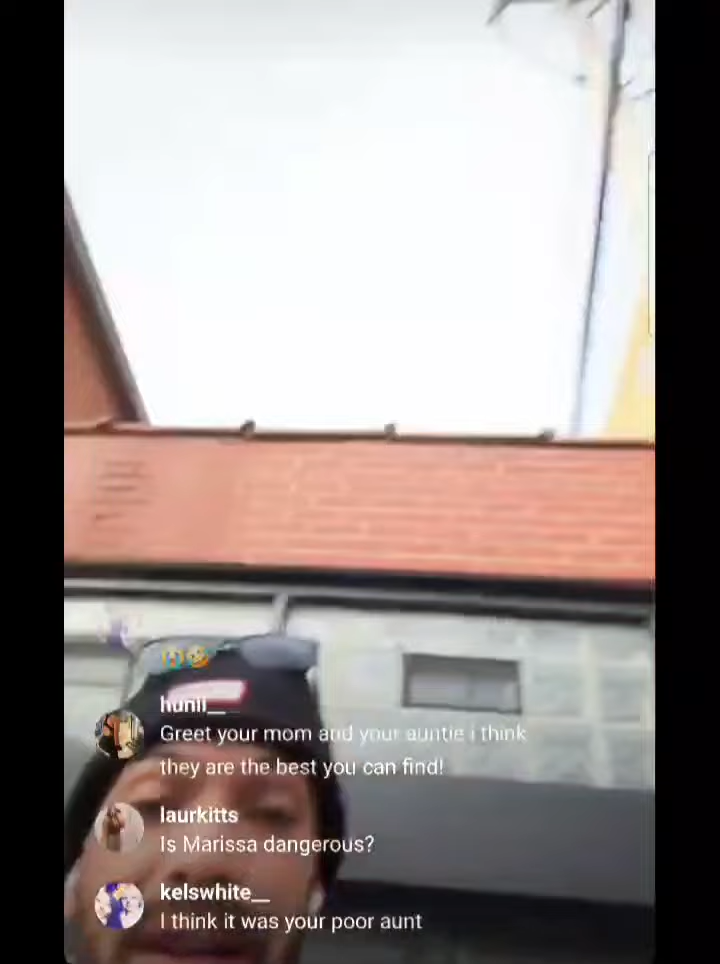 😭🤣
hunii__
Greet your mom and your auntie i think
they are the best you can find!
laurkitts
Is Marissa dangerous?
kelswhite__
I think it was your poor aunt